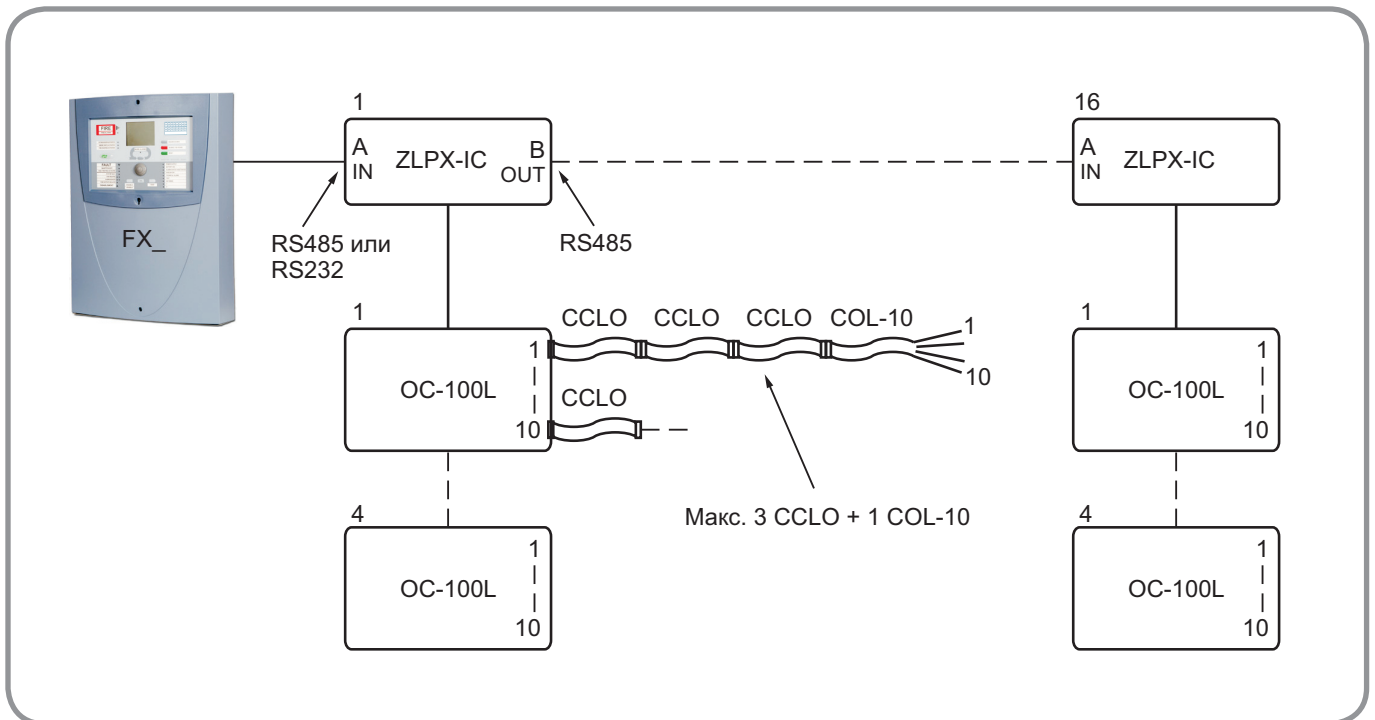 1
16
A
IN
ZLPX-IC
B
OUT
A
IN
ZLPX-IC
FIRE
FX_
RS485 или
RS232
RS485
1
CCLO
CCLO
CCLO
COL-10
1
10
1
OC-100L
1
10
CCLO
OC-100L
1
10
Макс. 3 CCLO + 1 COL-10
4
OC-100L
1
10
4
OC-100L
1
10